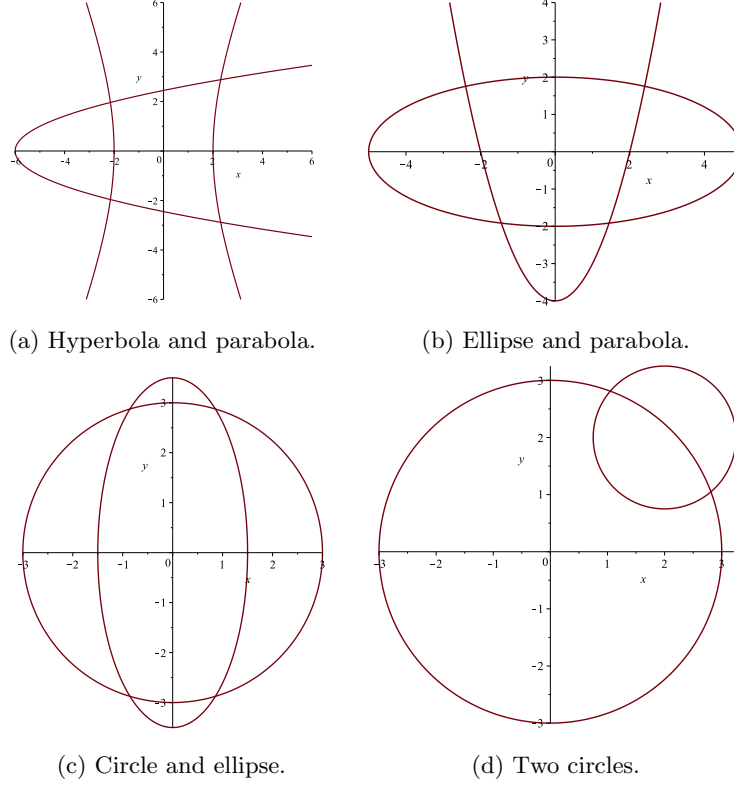 6
y
4
2
-6 -4 -2 0 2 4 6
x
-2
-4
-6
4
3
y 2
1
-4 -2 0 2 4
x
-1
-2
-3
-4
(a) Hyperbola and parabola.
(b) Ellipse and parabola.
3
2
y
1
-3 -2 -1 0 1 2 3
x
-1
-2
-3
3
2
y
1
-3 -2 -1 0 1 2 3
x
-1
-2
-3
(c) Circle and ellipse.
(d) Two circles.